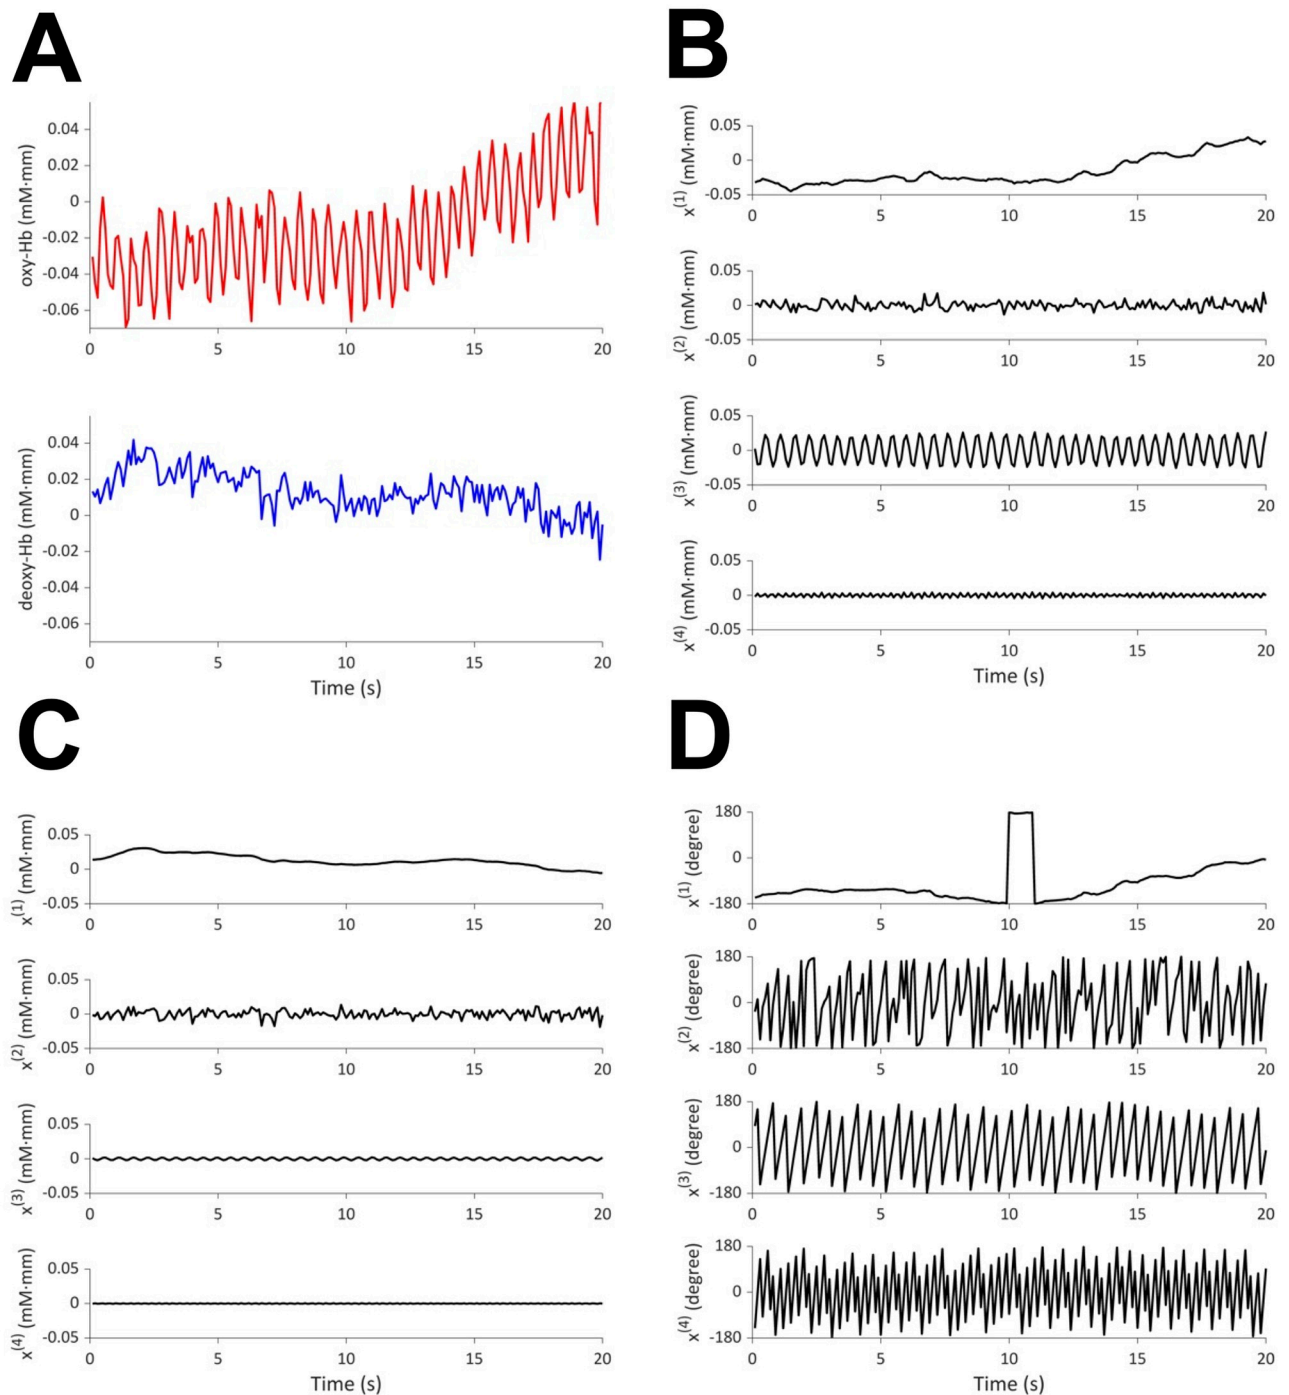 A
oxy-Hb (mM·mm)
0.04
0.02
0
-0.02
-0.04
-0.06
0 5 10 15 20
deoxy-Hb (mM·mm)
0.04
0.02
0
-0.02
-0.04
-0.06
0 5 10 15 20
Time (s)
B
x(1) (mM·mm)
0.05
0
-0.05
0 5 10 15 20
x(2) (mM·mm)
0.05
0
-0.05
0 5 10 15 20
x(3) (mM·mm)
0.05
0
-0.05
0 5 10 15 20
x(4) (mM·mm)
0.05
0
-0.05
0 5 10 15 20
Time (s)
C
x(1) (mM·mm)
0.05
0
-0.05
0 5 10 15 20
x(2) (mM·mm)
0.05
0
-0.05
0 5 10 15 20
x(3) (mM·mm)
0.05
0
-0.05
0 5 10 15 20
x(4) (mM·mm)
0.05
0
-0.05
0 5 10 15 20
Time (s)
D
x(1) (degree)
180
0
-180
0 5 10 15 20
x(2) (degree)
180
0
-180
0 5 10 15 20
x(3) (degree)
180
0
-180
0 5 10 15 20
x(4) (degree)
180
0
-180
0 5 10 15 20
Time (s)